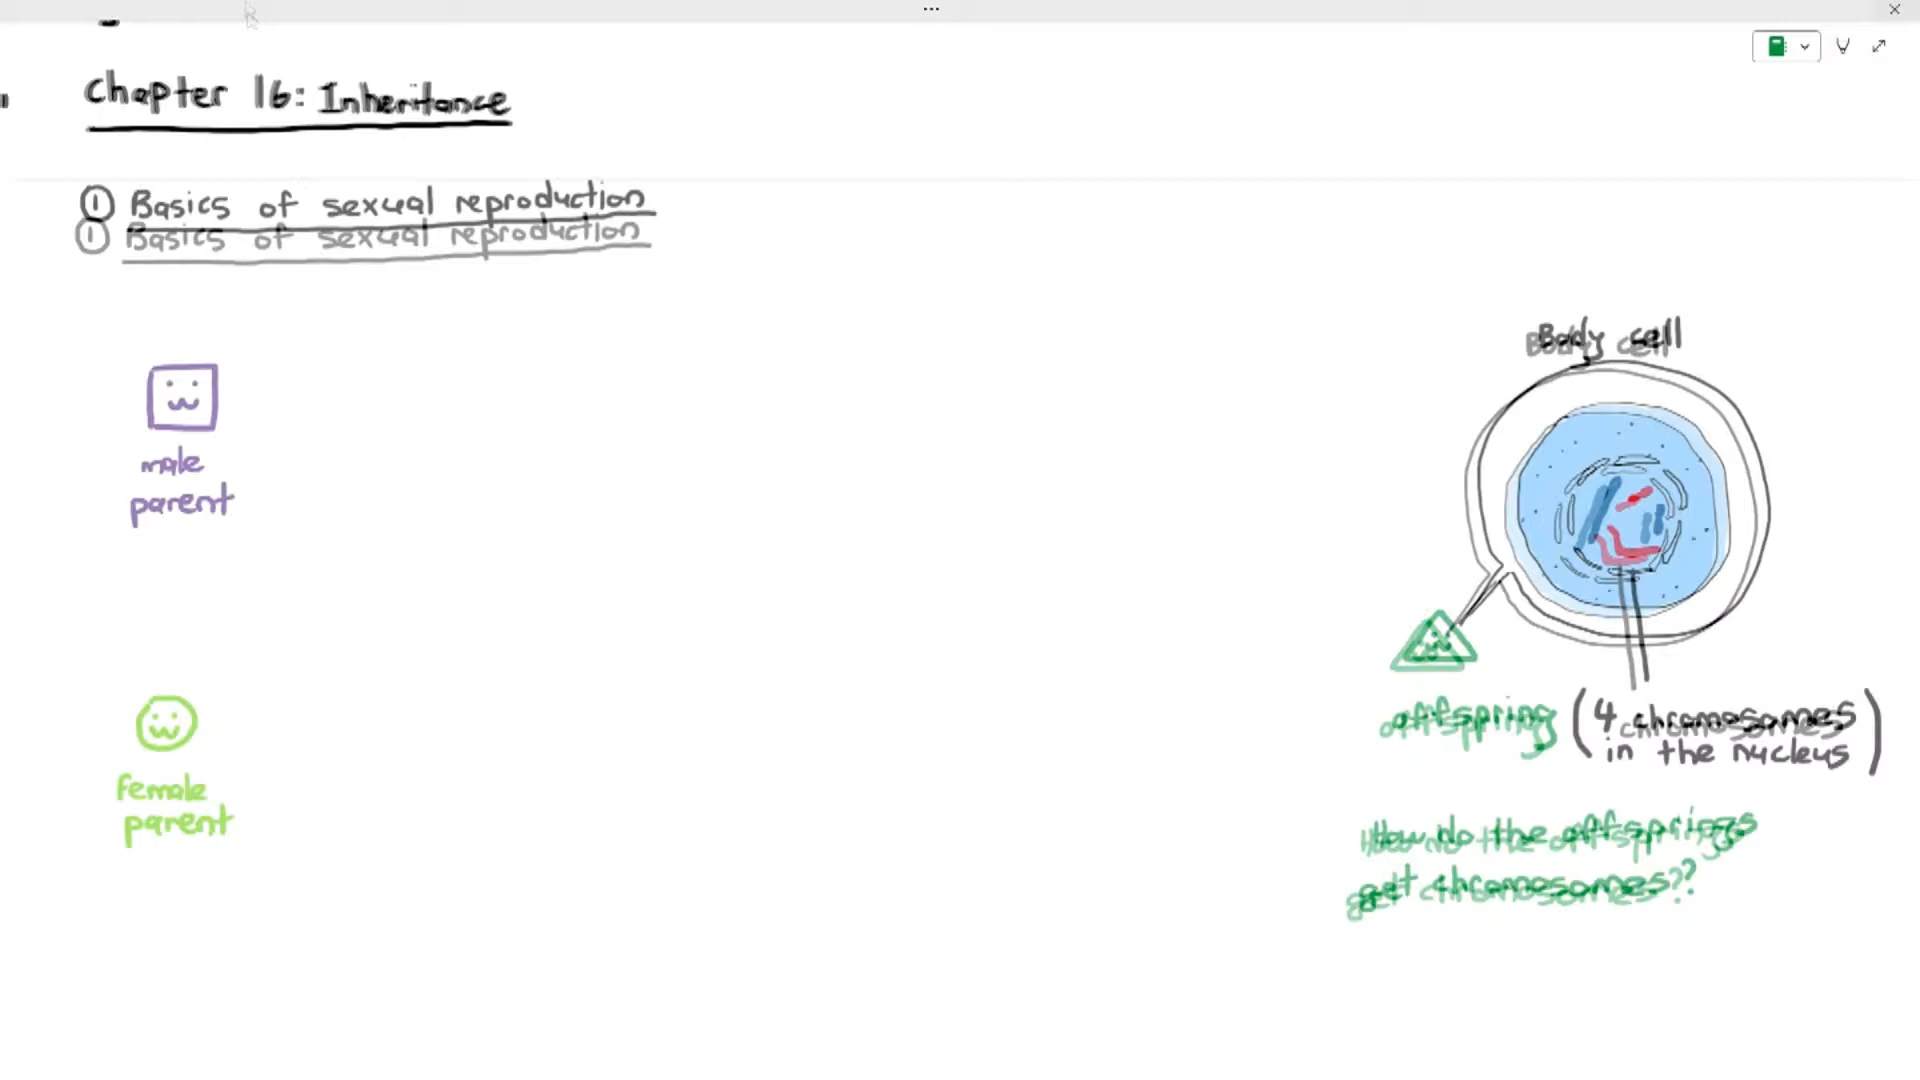 Chapter 16: Inheritance
① Basics of sexual reproduction
① Basics of sexual reproduction
Body cell
male
parent
offspring (4 chromosomes
in the nucleus)
female
parent
How do the offsprings
get chromosomes??